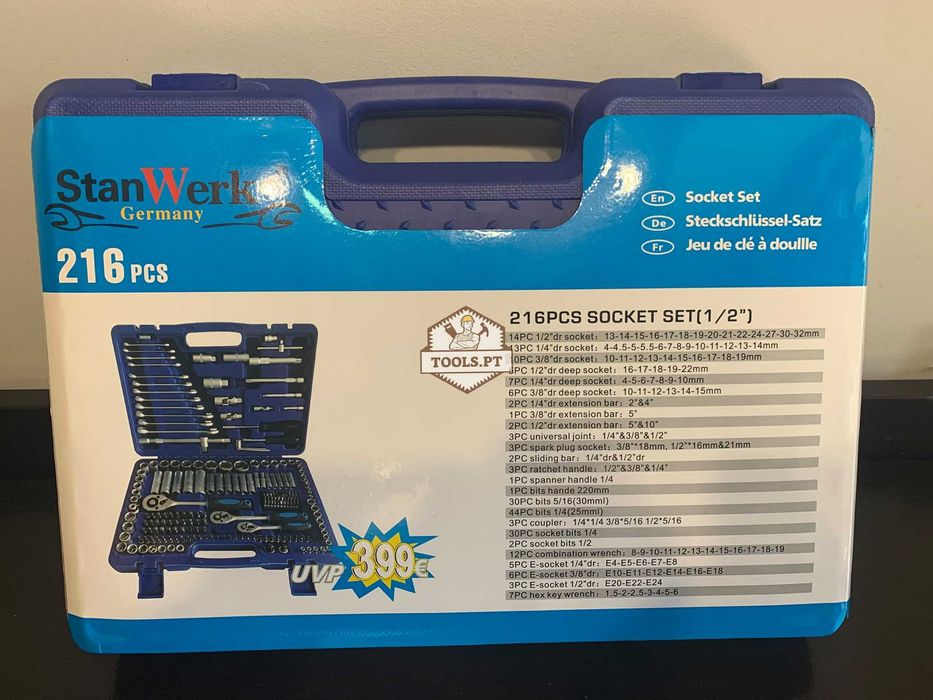 StanWerk
Germany
216 PCS
En Socket Set
De Steckschlüssel-Satz
Fr Jeu de clé à doullle
216PCS SOCKET SET(1/2")
14PC 1/2"dr socket: 13-14-15-16-17-18-19-20-21-22-24-27-30-32mm
13PC 1/4"dr socket: 4-4.5-5-5.5-6-7-8-9-10-11-12-13-14mm
10PC 3/8"dr socket: 10-11-12-13-14-15-16-17-18-19mm
PC 1/2"dr deep socket: 16-17-18-19-22mm
7PC 1/4"dr deep socket: 4-5-6-7-8-9-10mm
6PC 3/8"dr deep socket: 10-11-12-13-14-15mm
2PC 1/4"dr extension bar: 2"&4"
1PC 3/8"dr extension bar: 5"
2PC 1/2"dr extension bar: 5"&10"
3PC universal joint: 1/4"&3/8"&1/2"
3PC spark plug socket: 3/8"*18mm, 1/2"*16mm&21mm
2PC sliding bar: 1/4"dr&1/2"dr
3PC ratchet handle: 1/2"&3/8"&1/4"
1PC spanner handle 1/4
1PC bits hande 220mm
30PC bits 5/16(30mml)
44PC bits 1/4(25mml)
3PC coupler: 1/4*1/4 3/8*5/16 1/2*5/16
30PC socket bits 1/4
2PC socket bits 1/2
12PC combination wrench: 8-9-10-11-12-13-14-15-16-17-18-19
5PC E-socket 1/4"dr: E4-E5-E6-E7-E8
6PC E-socket 3/8"dr: E10-E11-E12-E14-E16-E18
3PC E-socket 1/2"dr: E20-E22-E24
7PC hex key wrench: 1.5-2-2.5-3-4-5-6
TOOLS.PT
UVP 399€